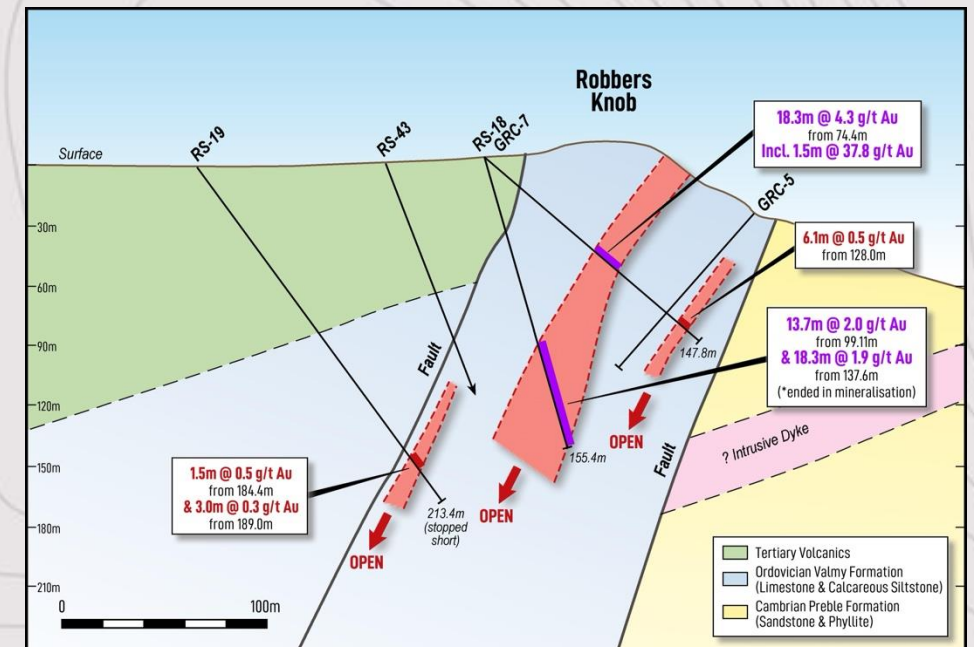 Robbers
Knob
18.3m @ 4.3 g/t Au
from 74.4m
Incl. 1.5m @ 37.8 g/t Au
Surface
RS-19
RS-43
RS-18
GRC-7
GRC-5
6.1m @ 0.5 g/t Au
from 128.0m
13.7m @ 2.0 g/t Au
from 99.11m
& 18.3m @ 1.9 g/t Au
from 137.6m
(*ended in mineralisation)
30m
60m
90m
120m
150m
180m
210m
Fault
147.8m
OPEN
Fault
? Intrusive Dyke
155.4m
OPEN
1.5m @ 0.5 g/t Au
from 184.4m
& 3.0m @ 0.3 g/t Au
from 189.0m
213.4m
(stopped
short)
OPEN
0 100m
Tertiary Volcanics
Ordovician Valmy Formation
(Limestone & Calcareous Siltstone)
Cambrian Preble Formation
(Sandstone & Phyllite)